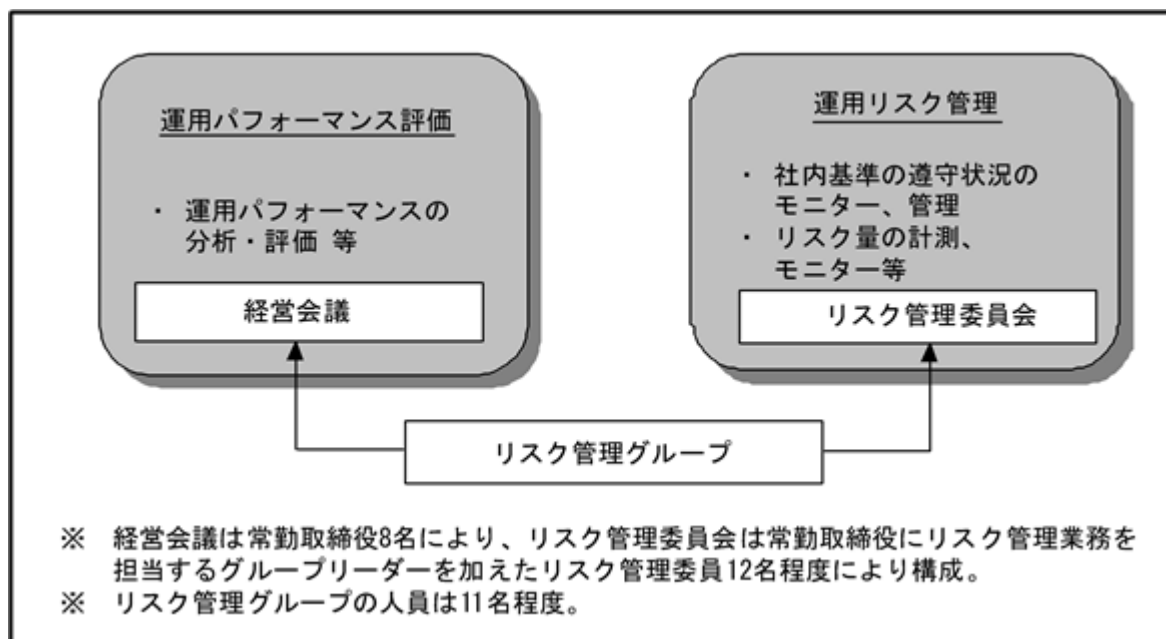 運用パフォーマンス評価
・ 運用パフォーマンスの
分析・評価 等
経営会議
運用リスク管理
・ 社内基準の遵守状況の
モニター、管理
・ リスク量の計測、
モニター等
リスク管理委員会
リスク管理グループ
※ 経営会議は常勤取締役8名により、リスク管理委員会は常勤取締役にリスク管理業務を
担当するグループリーダーを加えたリスク管理委員12名程度により構成。
※ リスク管理グループの人員は11名程度。